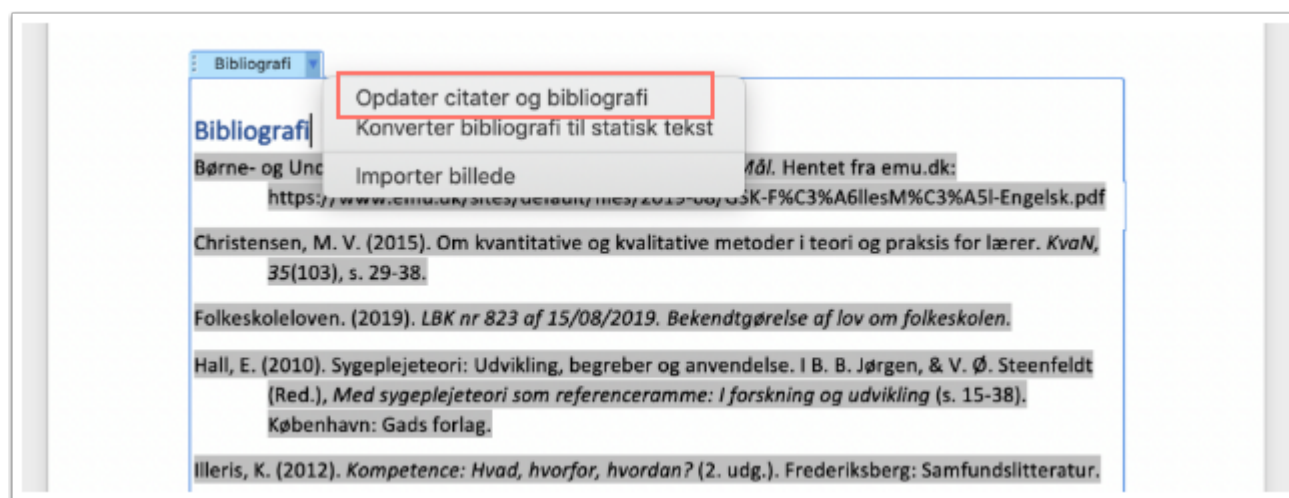 Bibliografi
Opdater citater og bibliografi
Konverter bibliografi til statisk tekst
Importer billede
Bibliografi
Børne- og Und Mål. Hentet fra emu.dk:
https://www.emu.dk/sites/default/files/2019-08/GSK-F%C3%A6llesM%C3%A5l-Engelsk.pdf
Christensen, M. V. (2015). Om kvantitative og kvalitative metoder i teori og praksis for lærer. KvaN,
35(103), s. 29-38.
Folkeskoleloven. (2019). LBK nr 823 af 15/08/2019. Bekendtgørelse af lov om folkeskolen.
Hall, E. (2010). Sygeplejeteori: Udvikling, begreber og anvendelse. I B. B. Jørgen, & V. Ø. Steenfeldt
(Red.), Med sygeplejeteori som referenceramme: I forskning og udvikling (s. 15-38).
København: Gads forlag.
Illeris, K. (2012). Kompetence: Hvad, hvorfor, hvordan? (2. udg.). Frederiksberg: Samfundslitteratur.